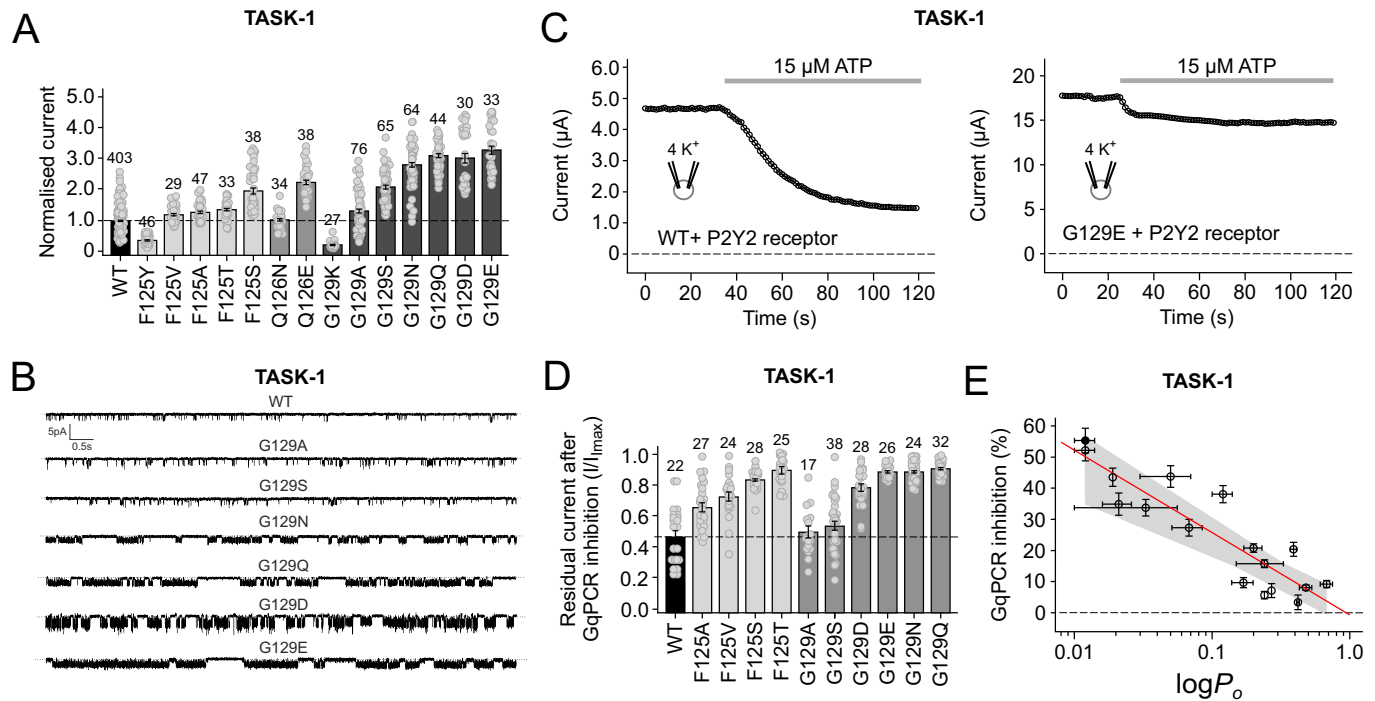 A
TASK-1
Normalised current
5.0
4.0
3.0
2.0
1.0
0
403
46
29
47
33
38
34
38
27
76
65
64
44
30
33
WT
F125Y
F125V
F125A
F125T
F125S
Q126N
Q126E
G129K
G129A
G129S
G129N
G129Q
G129D
G129E
B
TASK-1
WT
5pA
0.5s
G129A
G129S
G129N
G129Q
G129D
G129E
C
TASK-1
Current (µA)
6.0
5.0
4.0
3.0
2.0
1.0
0
15 µM ATP
4 K+
WT+ P2Y2 receptor
0 20 40 60 80 100 120
Time (s)
Current (µA)
20
15
10
5
0
15 µM ATP
4 K+
G129E + P2Y2 receptor
0 20 40 60 80 100 120
Time (s)
D
TASK-1
Residual current after
GqPCR inhibition (I/Imax)
1.0
0.8
0.6
0.4
0.2
0.0
22
27
24
28
25
17
38
28
26
24
32
WT
F125A
F125V
F125S
F125T
G129A
G129S
G129D
G129E
G129N
G129Q
E
TASK-1
GqPCR inhibition (%)
60
50
40
30
20
10
0
0.01 0.1 1.0
logPo